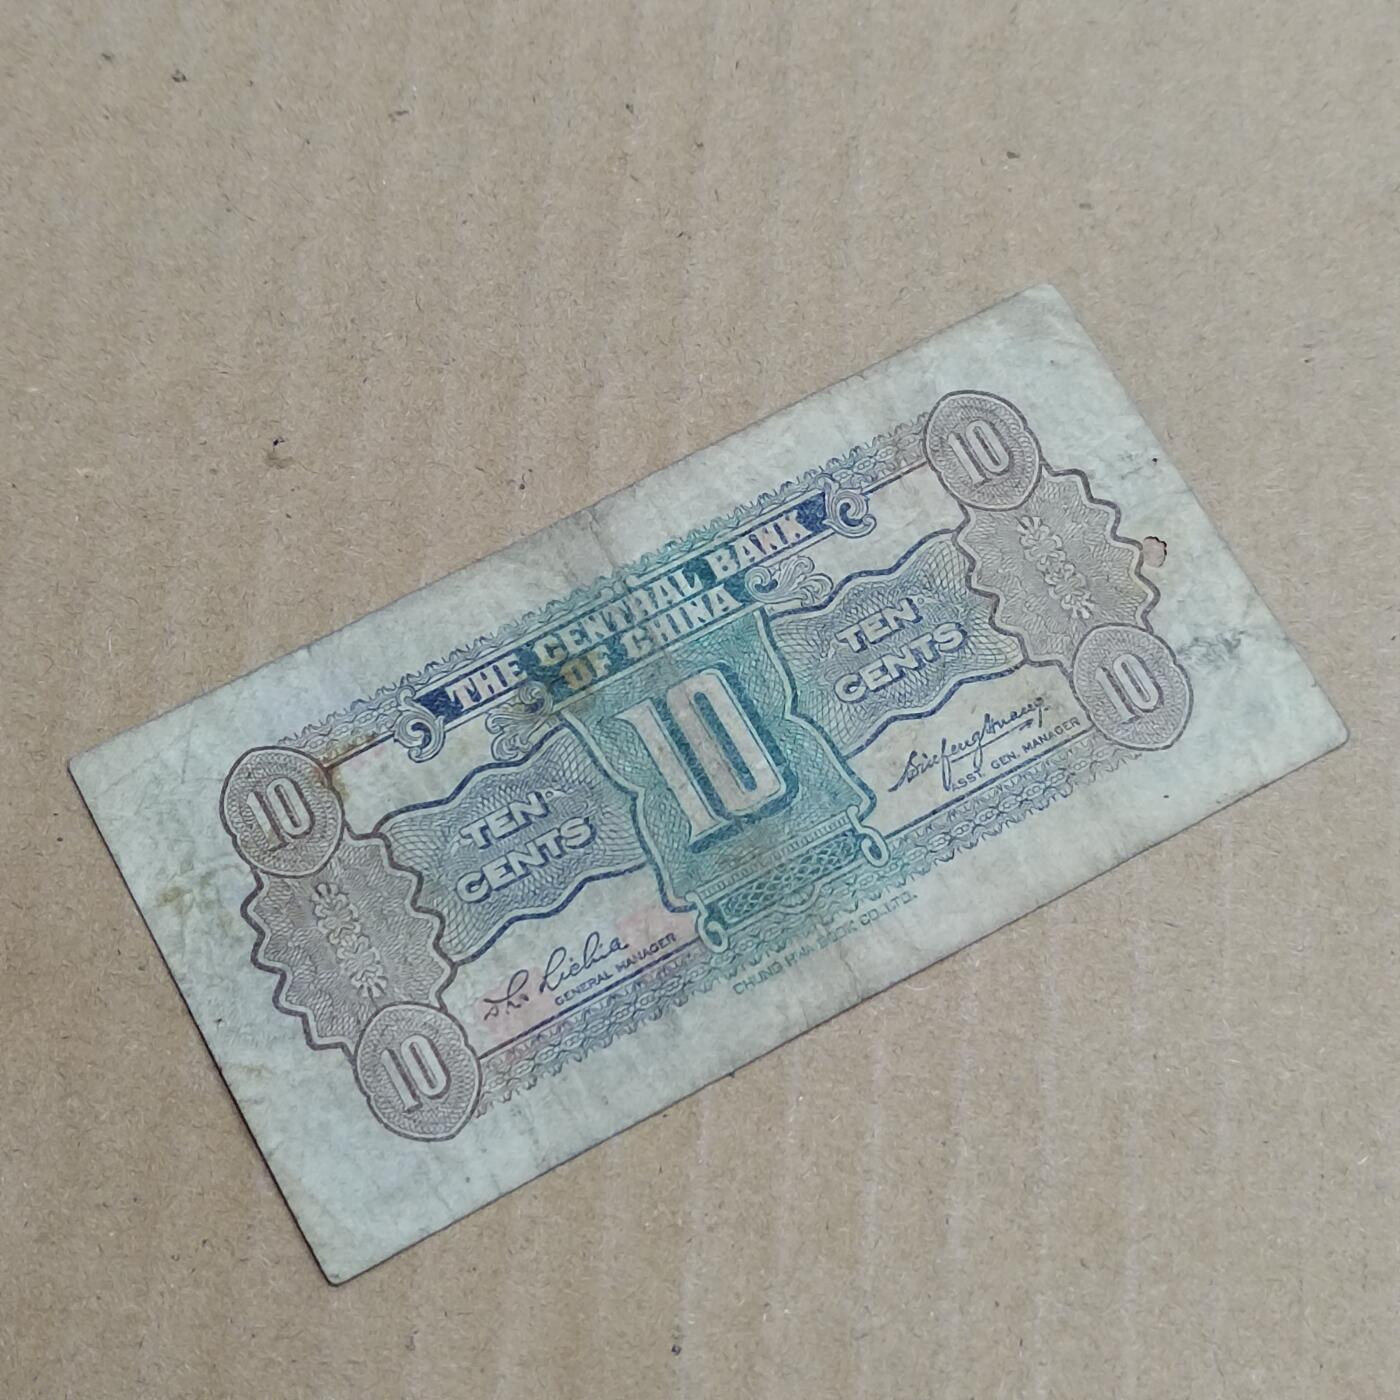 THE CENTRAL BANK
OF CHINA
10
10
10
TEN
CENTS
TEN
CENTS
GENERAL MANAGER
ASST. GEN. MANAGER
10
10
CHUNG HWA BOOK CO., LTD.